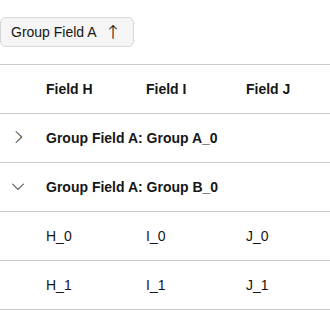 Group Field A
Field H Field I Field J
Group Field A: Group A_0
Group Field A: Group B_0
H_0 I_0 J_0
H_1 I_1 J_1